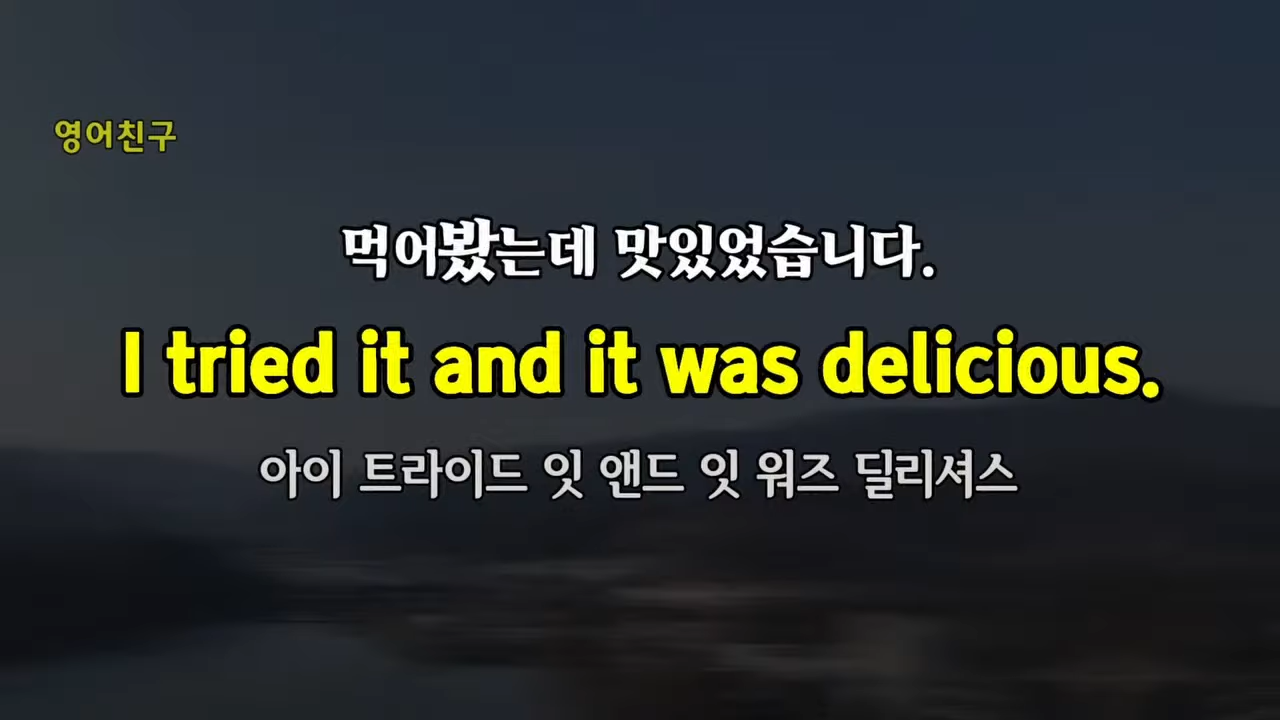 영어친구
먹어봤는데 맛있었습니다.
I tried it and it was delicious.
아이 트라이드 잇 앤드 잇 워즈 딜리셔스